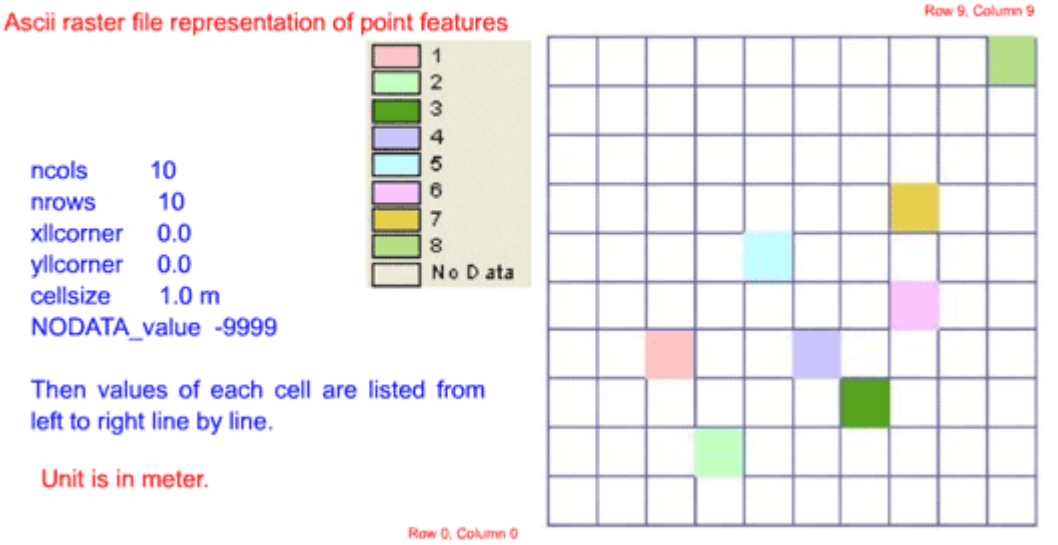 Ascii raster file representation of point features
Row 9, Column 9
1
2
3
4
5
6
7
8
No Data
ncols 10
nrows 10
xllcorner 0.0
yllcorner 0.0
cellsize 1.0 m
NODATA_value -9999
Then values of each cell are listed from
left to right line by line.
Unit is in meter.
Row 0, Column 0